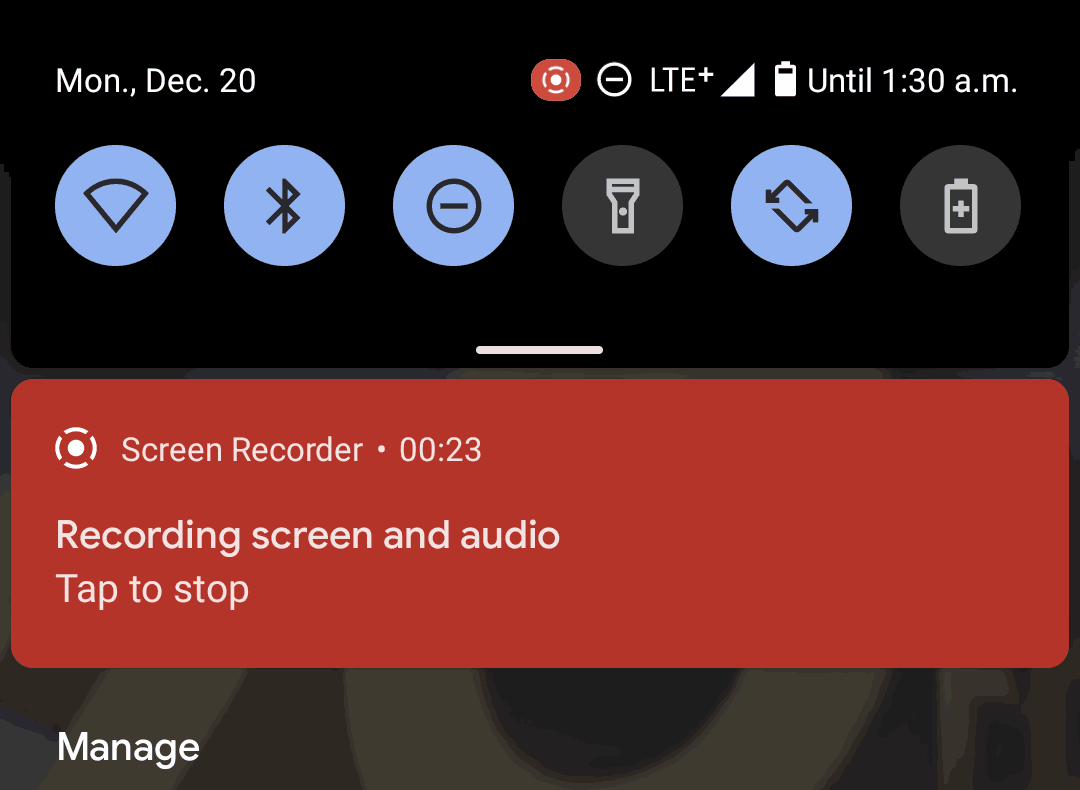 Mon., Dec. 20 LTE+ Until 1:30 a.m.
Screen Recorder • 00:23
Recording screen and audio
Tap to stop
Manage